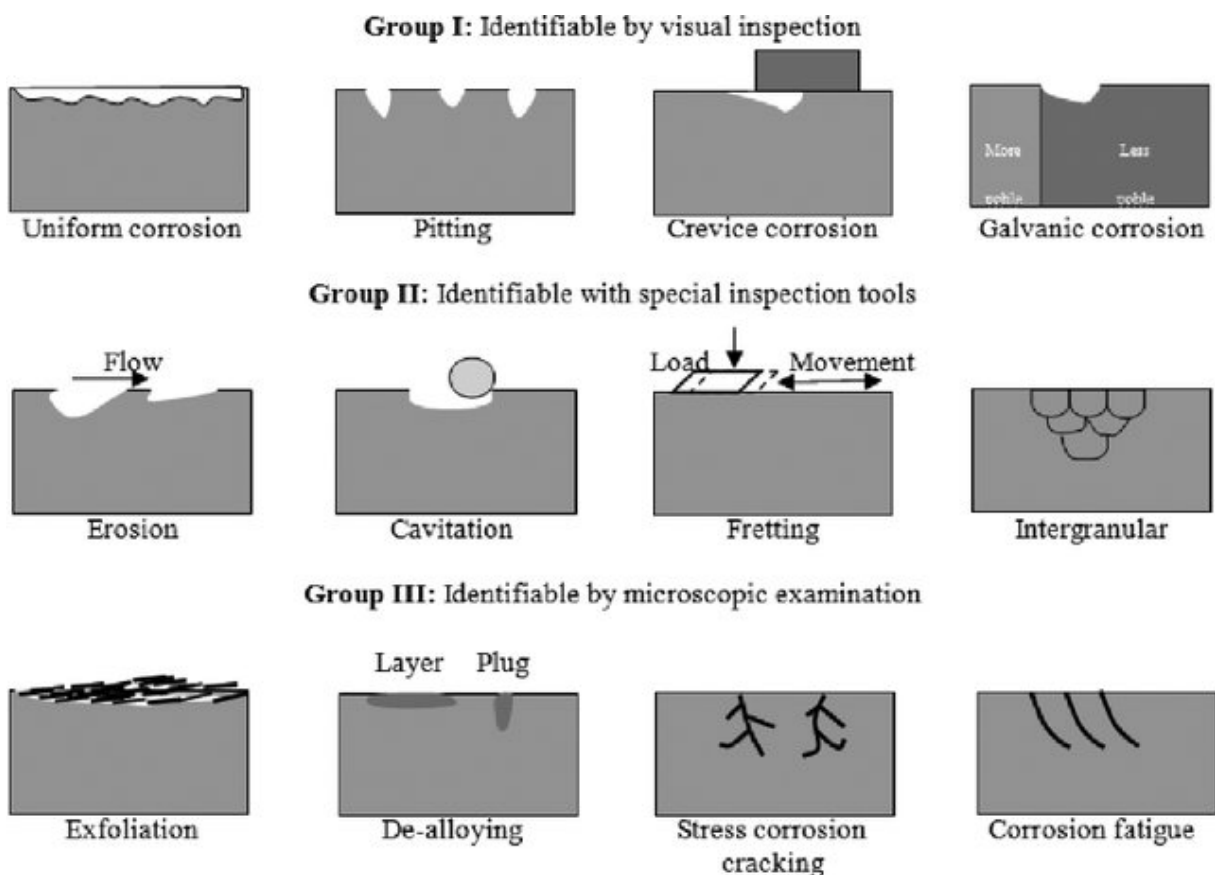 Group I: Identifiable by visual inspection
More
noble
Less
noble
Uniform corrosion
Pitting
Crevice corrosion
Galvanic corrosion
Group II: Identifiable with special inspection tools
Flow
Load
Movement
Erosion
Cavitation
Fretting
Intergranular
Group III: Identifiable by microscopic examination
Layer
Plug
Exfoliation
De-alloying
Stress corrosion
cracking
Corrosion fatigue